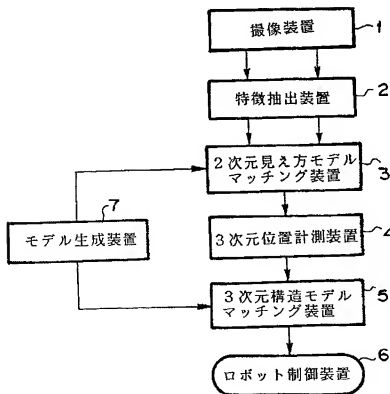 撮像装置
1
特徴抽出装置
2
2次元見え方モデル
マッチング装置
3
7
モデル生成装置
3次元位置計測装置
4
3次元構造モデル
マッチング装置
5
6
ロボット制御装置